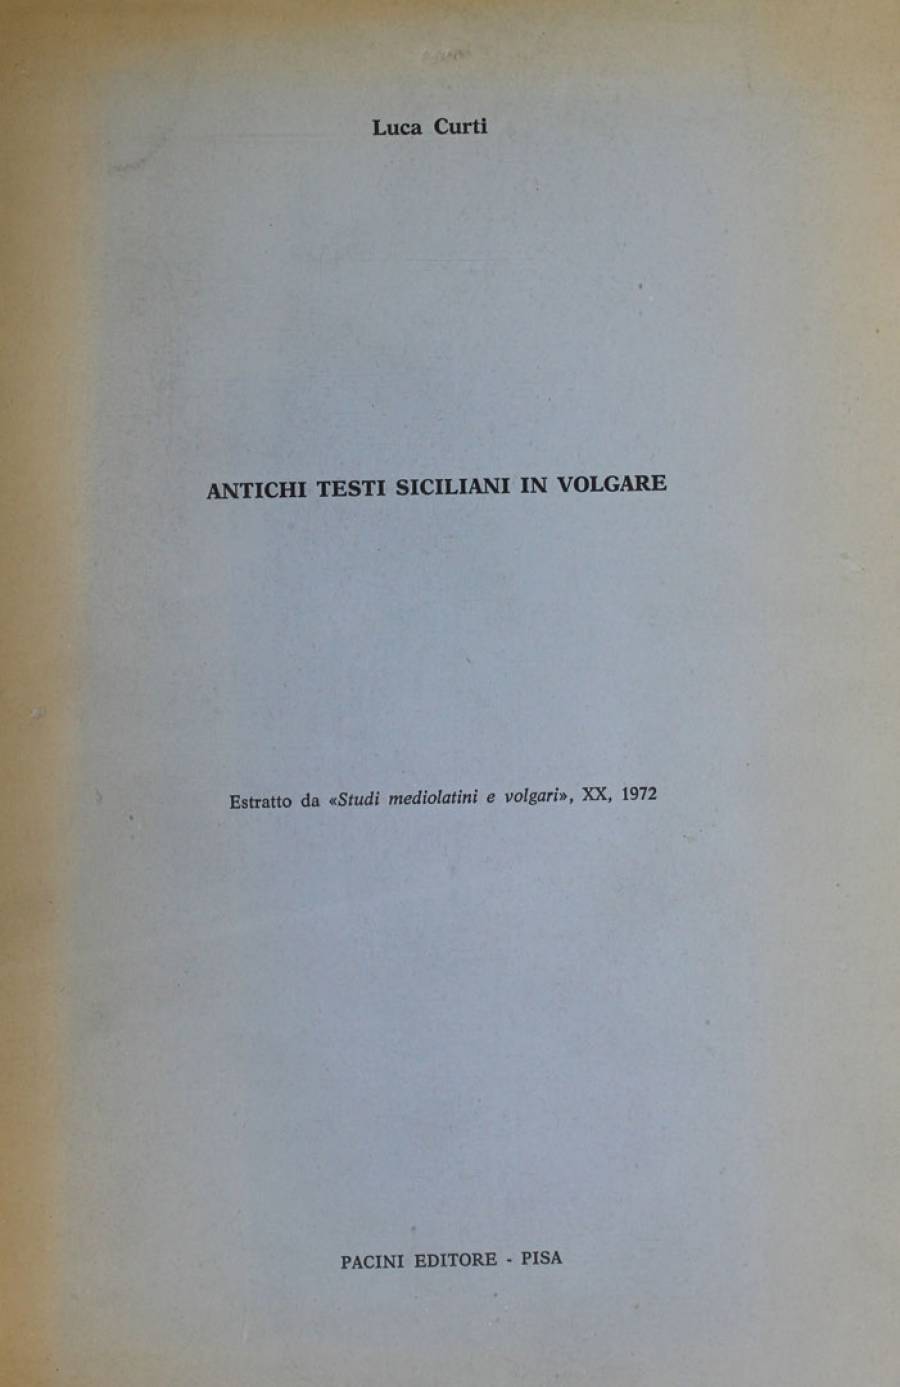 Luca Curti
ANTICHI TESTI SICILIANI IN VOLGARE
Estratto da «Studi mediolatini e volgari», XX, 1972
PACINI EDITORE - PISA